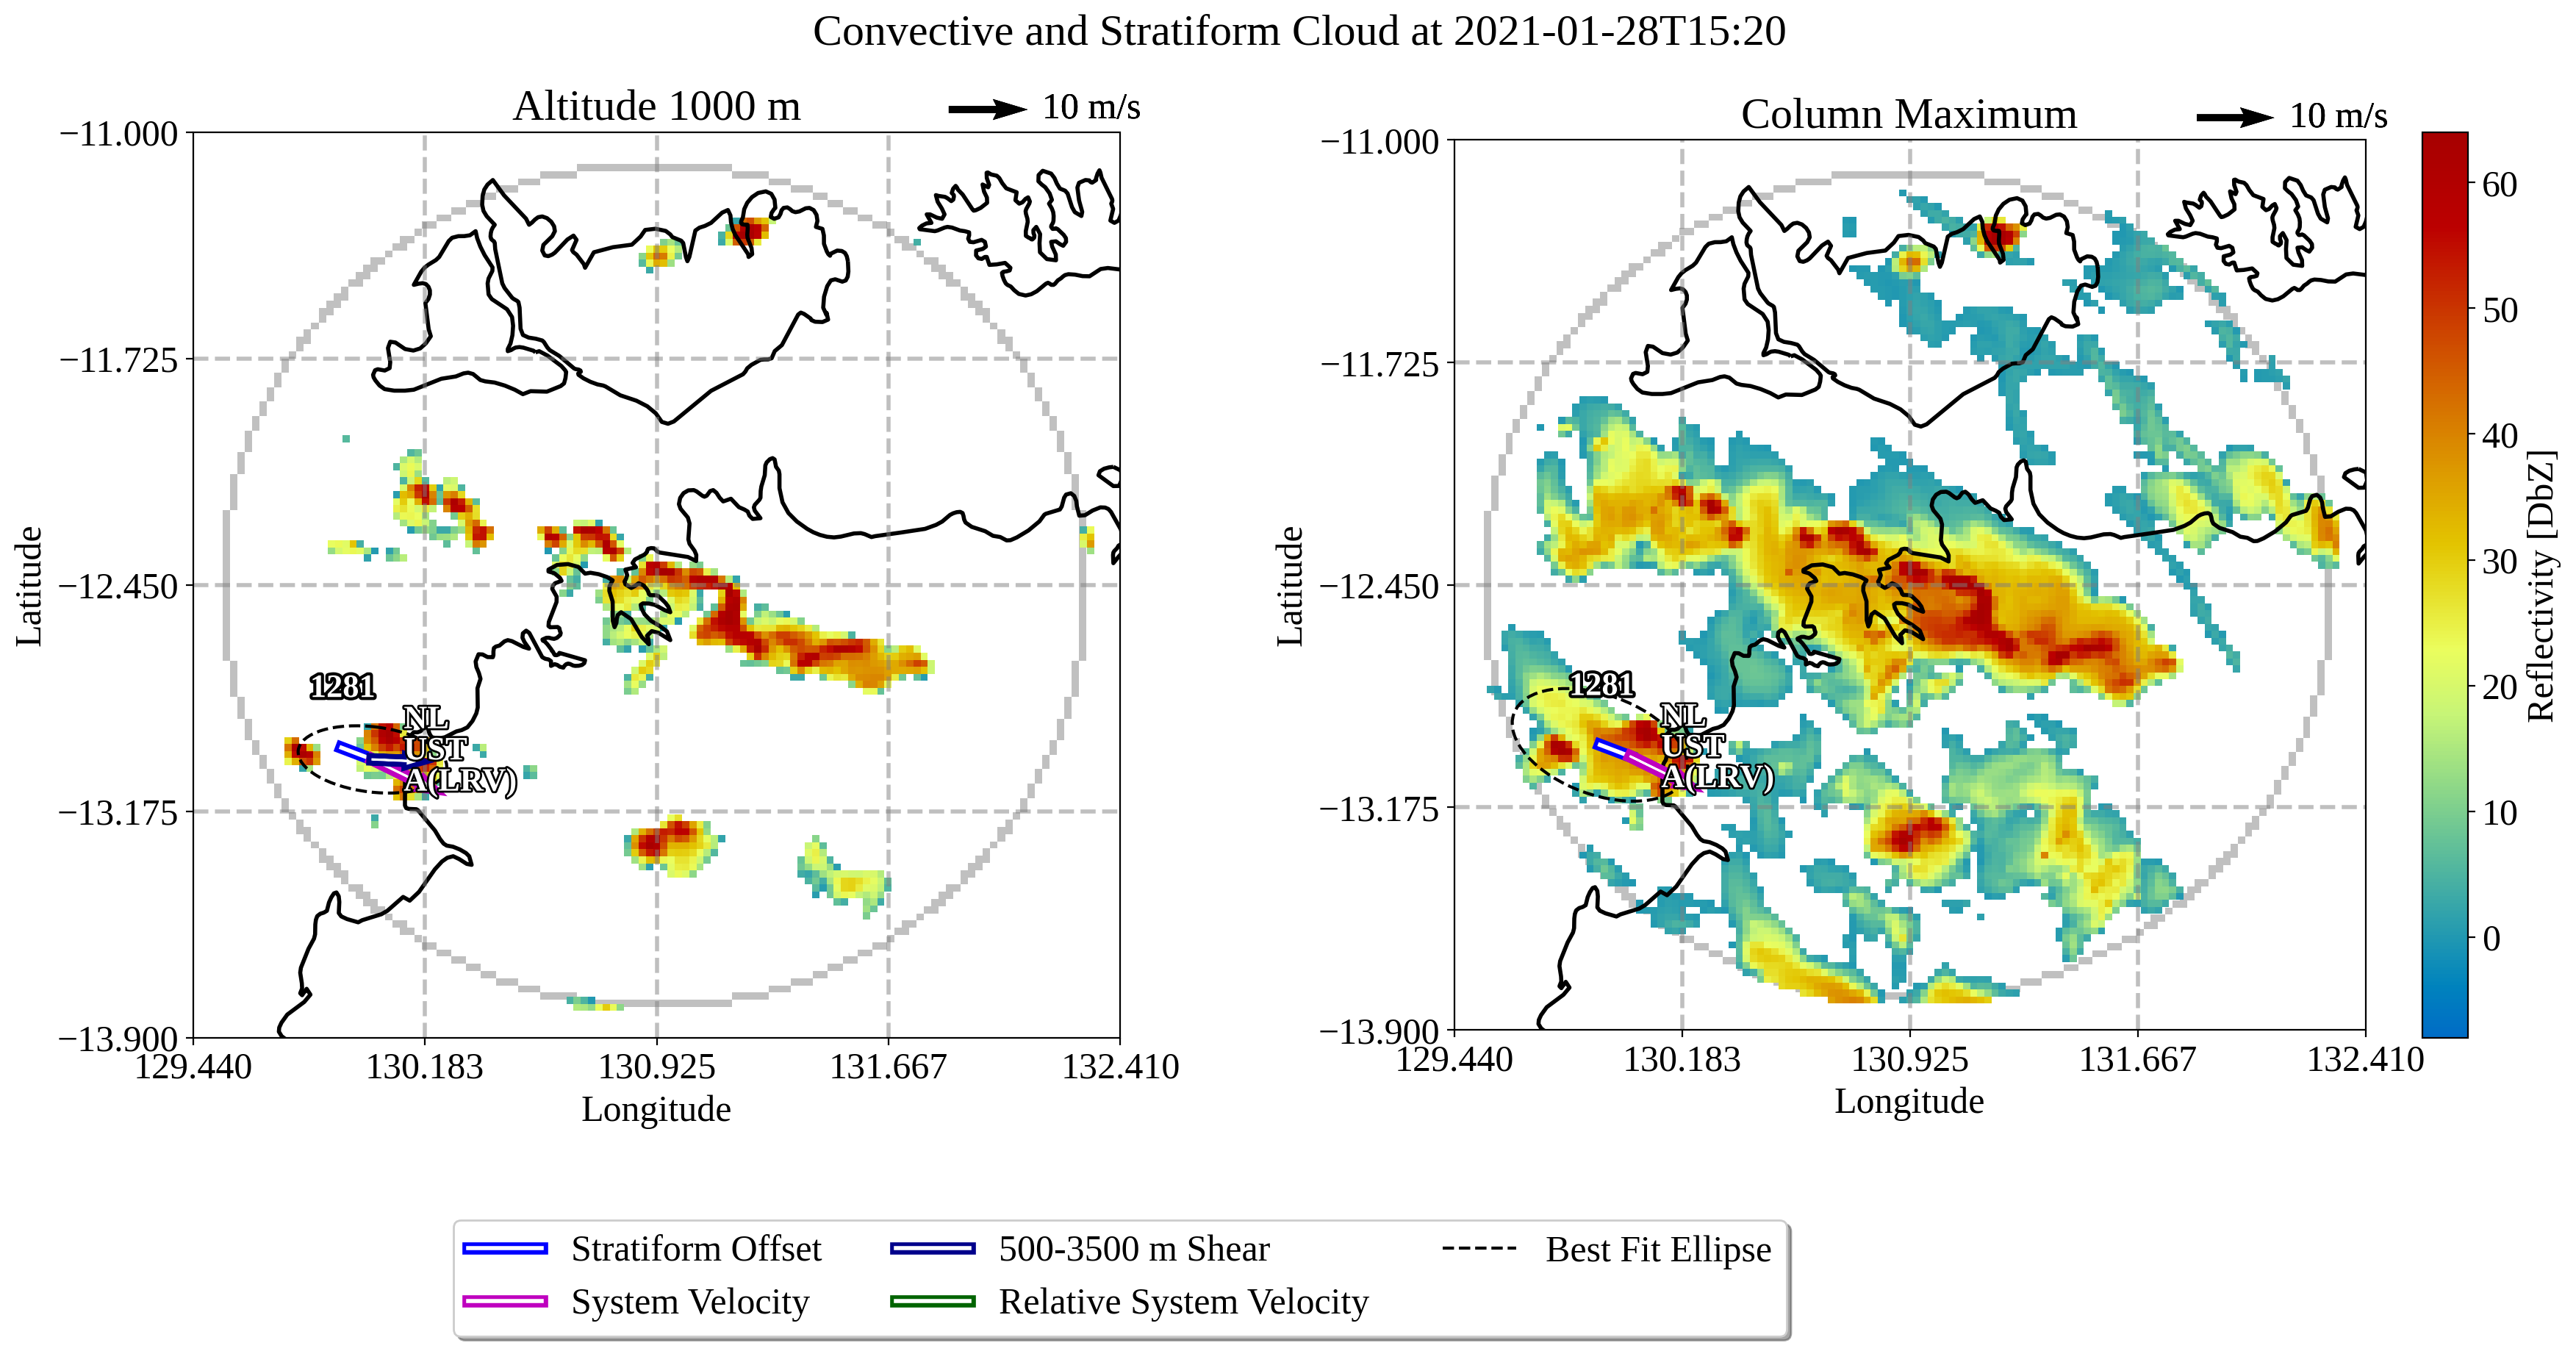 Convective and Stratiform Cloud at 2021-01-28T15:20
Altitude 1000 m
10 m/s
−11.000
−11.725
−12.450
−13.175
−13.900
Latitude
1281
NL
UST
A(LRV)
129.440
130.183
130.925
131.667
132.410
Longitude
Column Maximum
10 m/s
−11.000
−11.725
−12.450
−13.175
−13.900
Latitude
1281
NL
UST
A(LRV)
129.440
130.183
130.925
131.667
132.410
Longitude
60
50
40
30
20
10
0
Reflectivity [DbZ]
Stratiform Offset
System Velocity
500-3500 m Shear
Relative System Velocity
Best Fit Ellipse